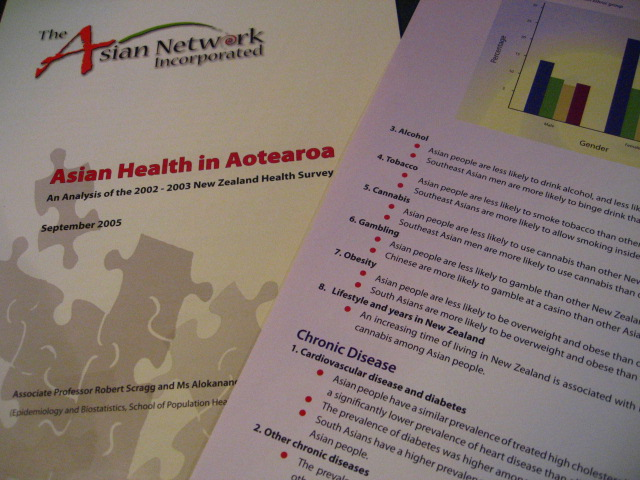 The
Asian Network
Incorporated
Asian Health in Aotearoa
An Analysis of the 2002 - 2003 New Zealand Health Survey
September 2005
Associate Professor Robert Scragg and Ms
(Epidemiology and Biostatistics, School of Population
Percentage
Male
Gender
3. Alcohol
Asian people are less likely to drink alcohol, and less
Southeast Asian men are more likely to binge drink
4. Tobacco
Asian people are less likely to smoke tobacco than
Southeast Asians are more likely to allow smoking
5. Cannabis
Asian people are less likely to use cannabis than other
Southeast Asian men are more likely to use cannabis than
6. Gambling
Asian people are less likely to gamble than other New
Chinese are more likely to gamble at a casino than other
7. Obesity
Asian people are less likely to be overweight and obese than
South Asians are more likely to be overweight and obese than
8. Lifestyle and years in New Zealand
An increasing time of living in New Zealand is associated with
cannabis among Asian people.
Chronic Disease
1. Cardiovascular disease and diabetes
Asian people have a similar prevalence of treated high
a significantly lower prevalence of heart disease than
The prevalence of diabetes was higher among
South Asians have a higher
Asian people.
2. Other chronic diseases
The